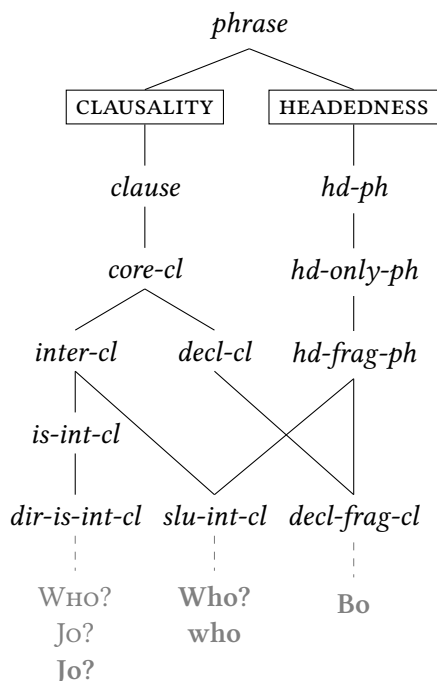 phrase
CLAUSALITY HEADEDNESS
clause hd-ph
core-cl hd-only-ph
inter-cl decl-cl hd-frag-ph
is-int-cl
dir-is-int-cl slu-int-cl decl-frag-cl
WHO? Who? Bo
JO? who
Jo?